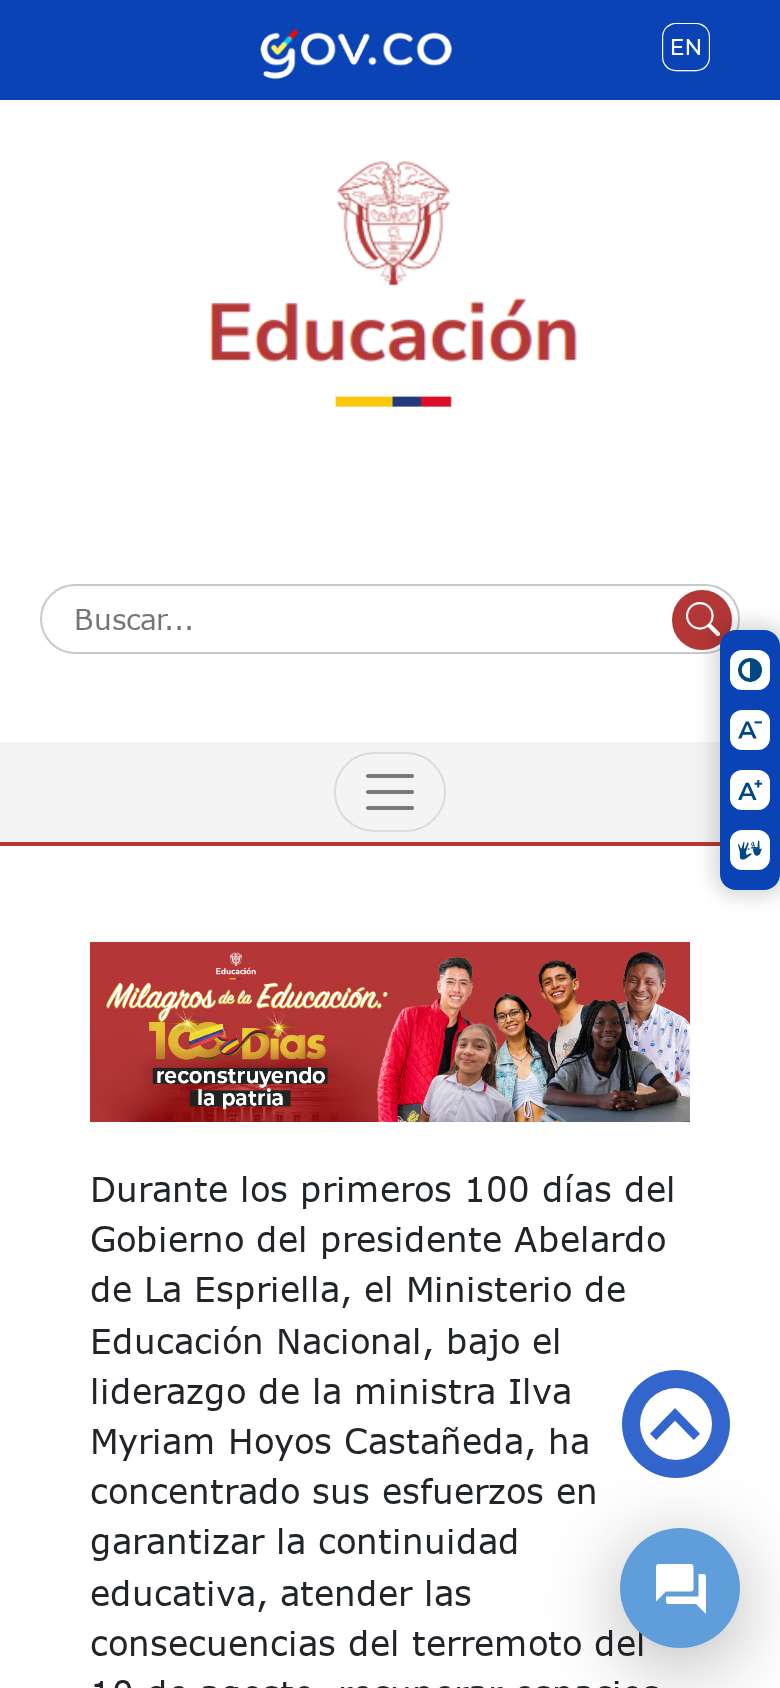 gov.co
EN
Educación
Buscar...
A-
A+
Educación
Milagros de la Educación:
100 Días
reconstruyendo
la patria
Durante los primeros 100 días del
Gobierno del presidente Abelardo
de La Espriella, el Ministerio de
Educación Nacional, bajo el
liderazgo de la ministra Ilva
Myriam Hoyos Castañeda, ha
concentrado sus esfuerzos en
garantizar la continuidad
educativa, atender las
consecuencias del terremoto del